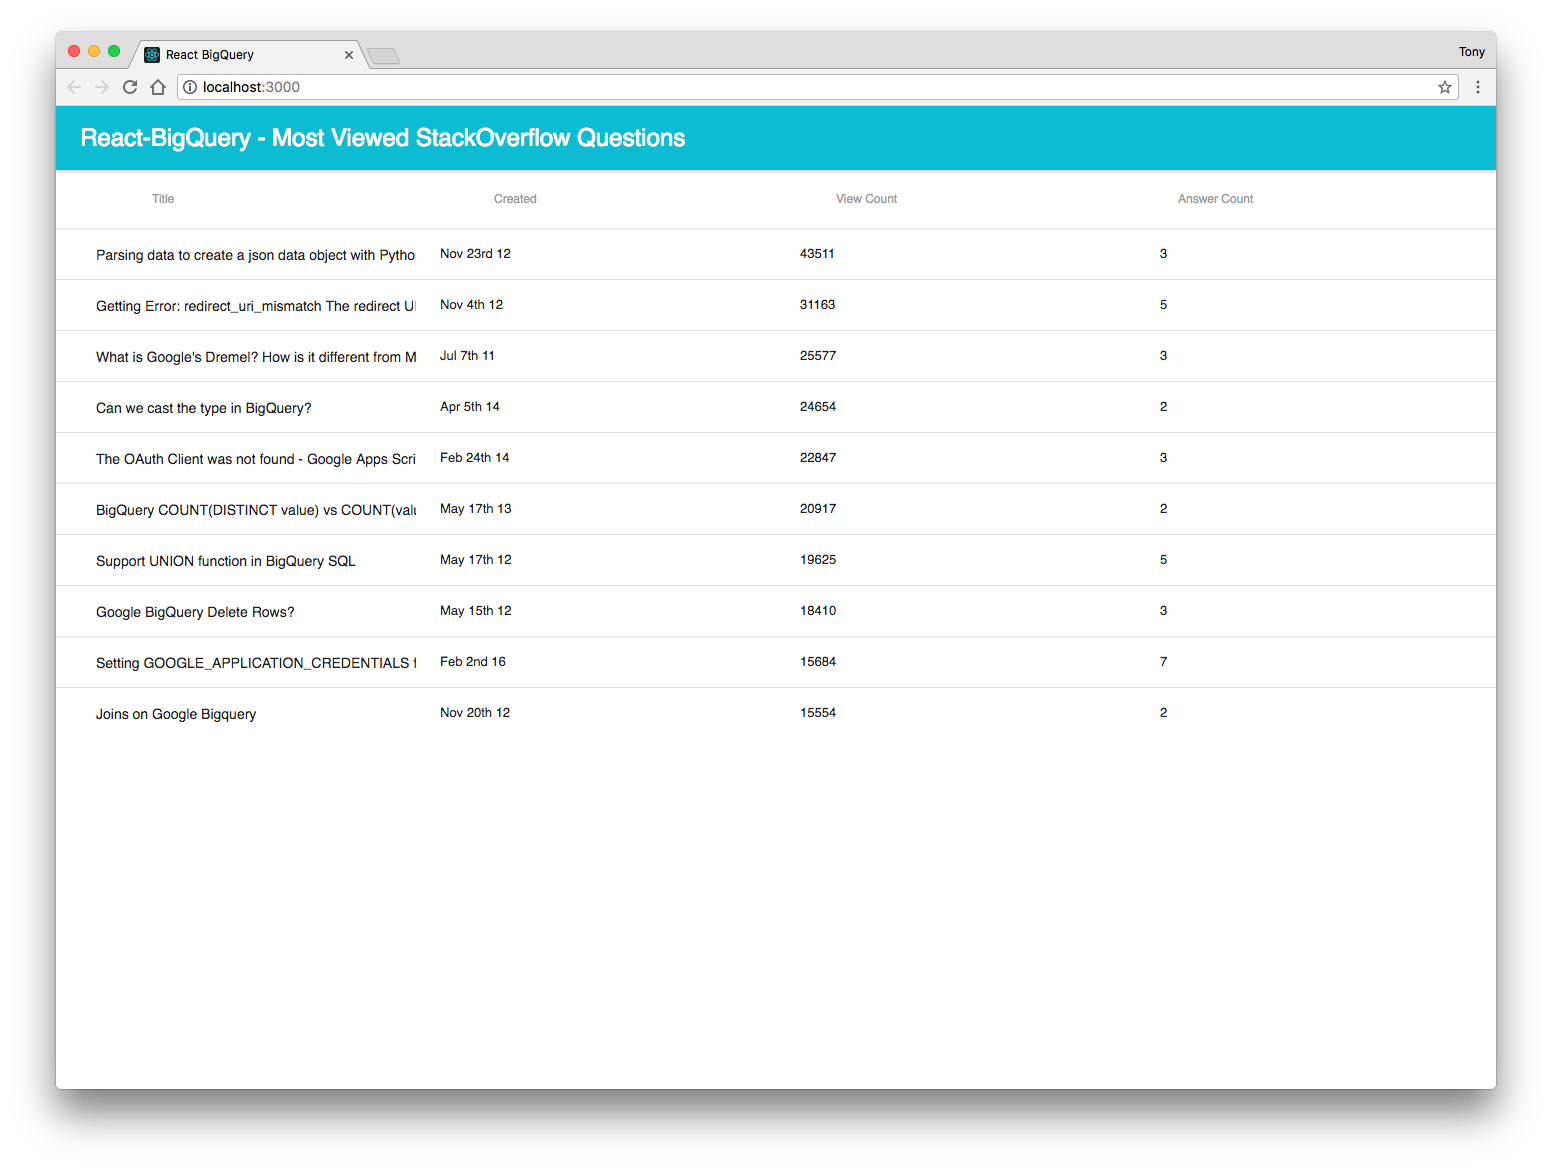 React BigQuery
Tony
localhost:3000
React-BigQuery - Most Viewed StackOverflow Questions
Title Created View Count Answer Count
Parsing data to create a json data object with Pytho Nov 23rd 12 43511 3
Getting Error: redirect_uri_mismatch The redirect U Nov 4th 12 31163 5
What is Google's Dremel? How is it different from M Jul 7th 11 25577 3
Can we cast the type in BigQuery? Apr 5th 14 24654 2
The OAuth Client was not found - Google Apps Scri Feb 24th 14 22847 3
BigQuery COUNT(DISTINCT value) vs COUNT(valu May 17th 13 20917 2
Support UNION function in BigQuery SQL May 17th 12 19625 5
Google BigQuery Delete Rows? May 15th 12 18410 3
Setting GOOGLE_APPLICATION_CREDENTIALS f Feb 2nd 16 15684 7
Joins on Google Bigquery Nov 20th 12 15554 2